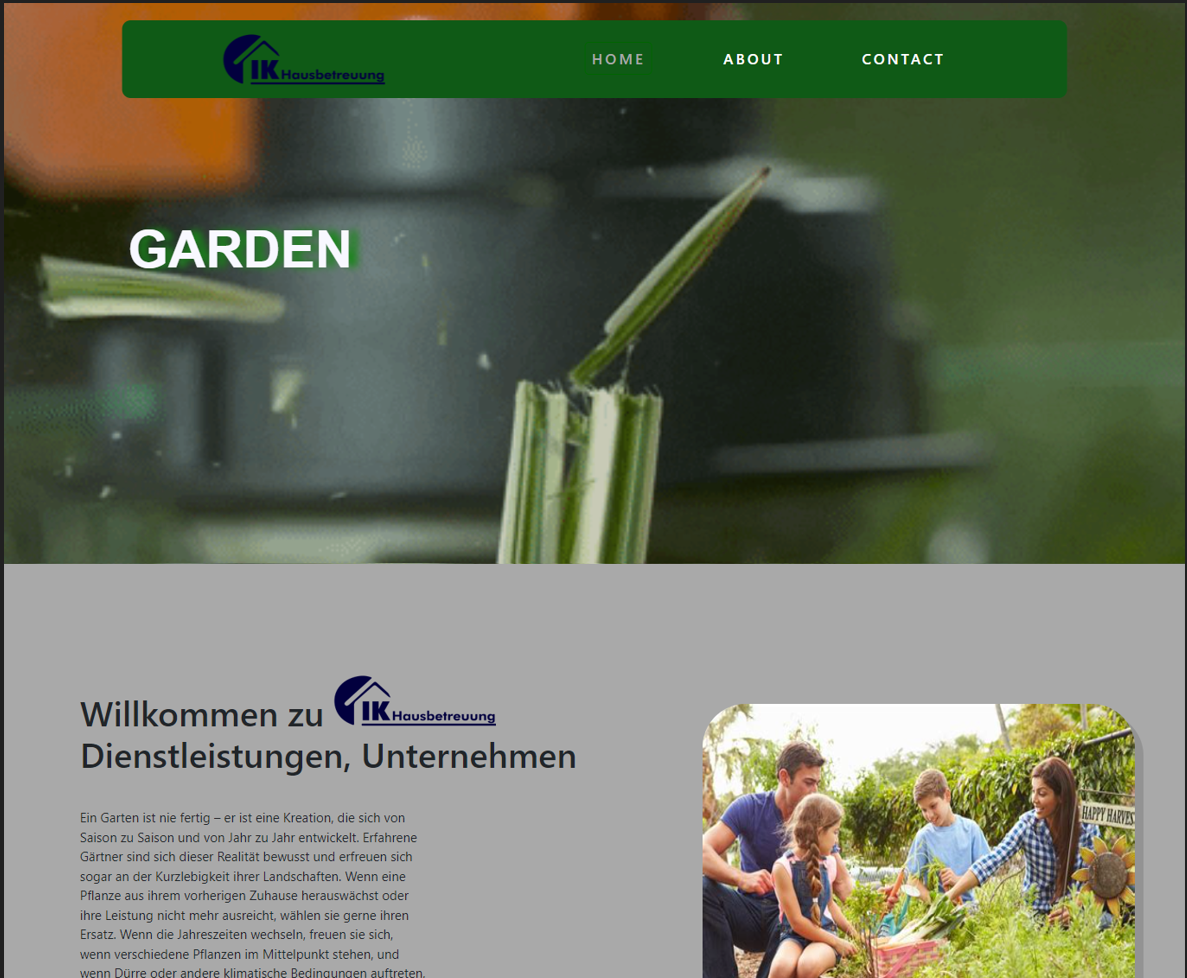 IK Hausbetreuung
HOME ABOUT CONTACT
GARDEN
Willkommen zu IK Hausbetreuung
Dienstleistungen, Unternehmen
Ein Garten ist nie fertig – er ist eine Kreation, die sich von
Saison zu Saison und von Jahr zu Jahr entwickelt. Erfahrene
Gärtner sind sich dieser Realität bewusst und erfreuen sich
sogar an der Kurzlebigkeit ihrer Landschaften. Wenn eine
Pflanze aus ihrem vorherigen Zuhause herauswächst oder
ihre Leistung nicht mehr ausreicht, wählen sie gerne ihren
Ersatz. Wenn die Jahreszeiten wechseln, freuen sie sich,
wenn verschiedene Pflanzen im Mittelpunkt stehen, und
wenn Dürre oder andere klimatische Bedingungen auftreten,
HAPPY HARVES